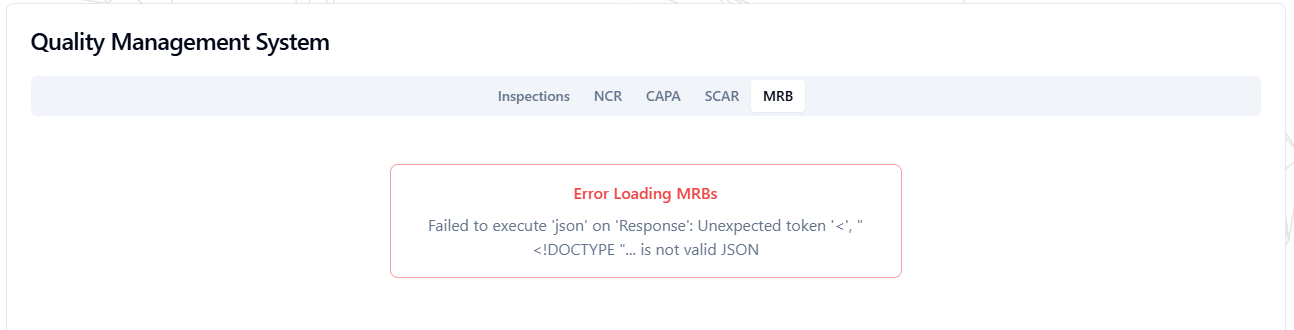 Quality Management System
Inspections NCR CAPA SCAR MRB
Error Loading MRBs
Failed to execute 'json' on 'Response': Unexpected token '<', "
<!DOCTYPE "... is not valid JSON